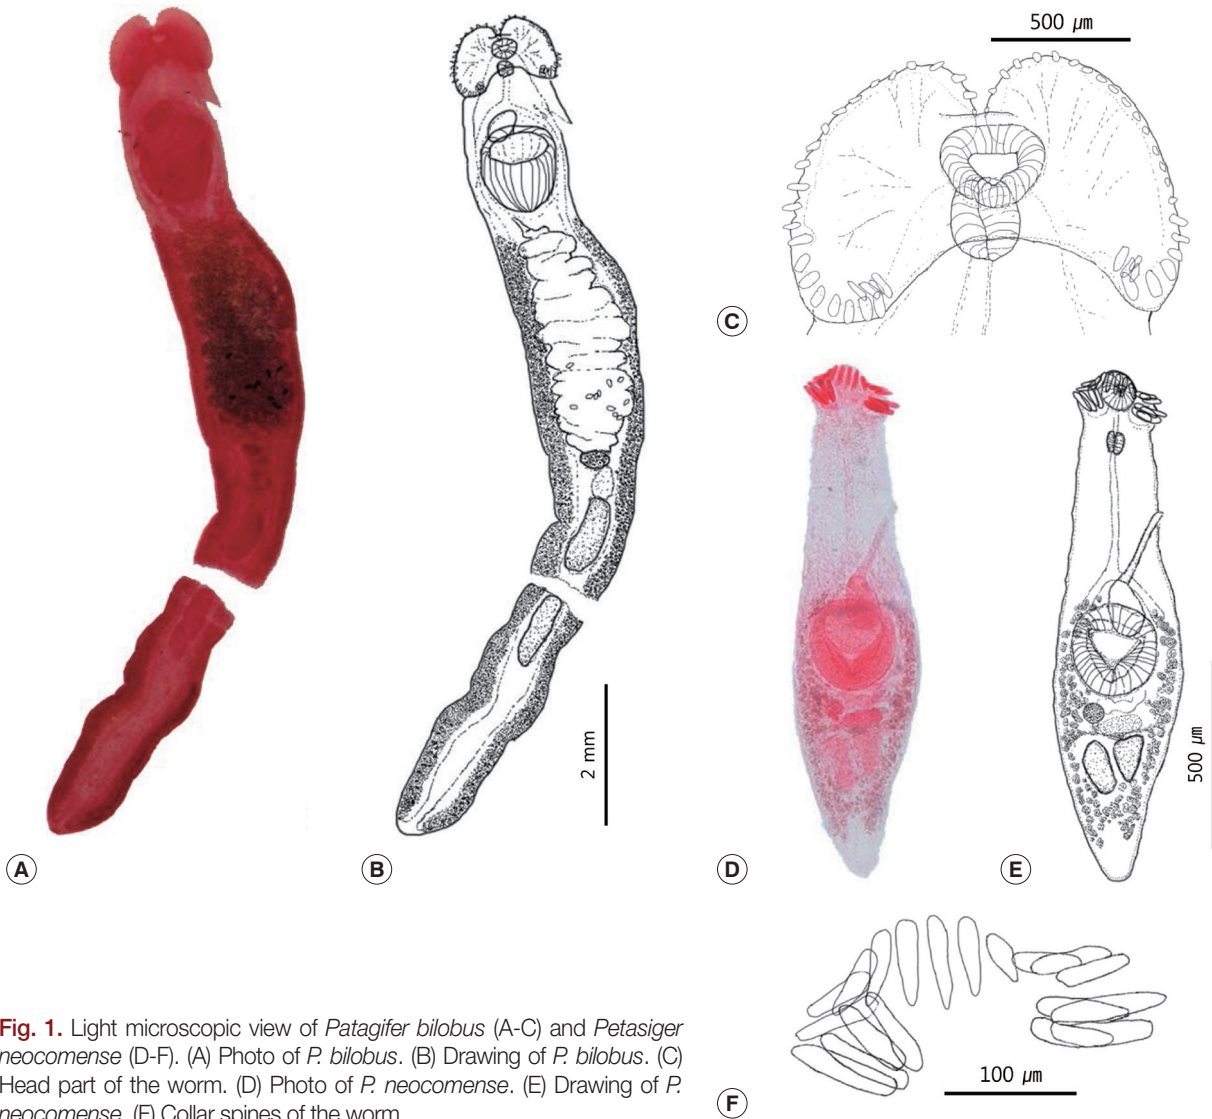 500 µm
C
2 mm
500 µm
A
B
D
E
100 µm
F
Fig. 1. Light microscopic view of Patagifer bilobus (A-C) and Petasiger
neocomense (D-F). (A) Photo of P. bilobus. (B) Drawing of P. bilobus. (C)
Head part of the worm. (D) Photo of P. neocomense. (E) Drawing of P.
neocomense. (F) Collar spines of the worm.